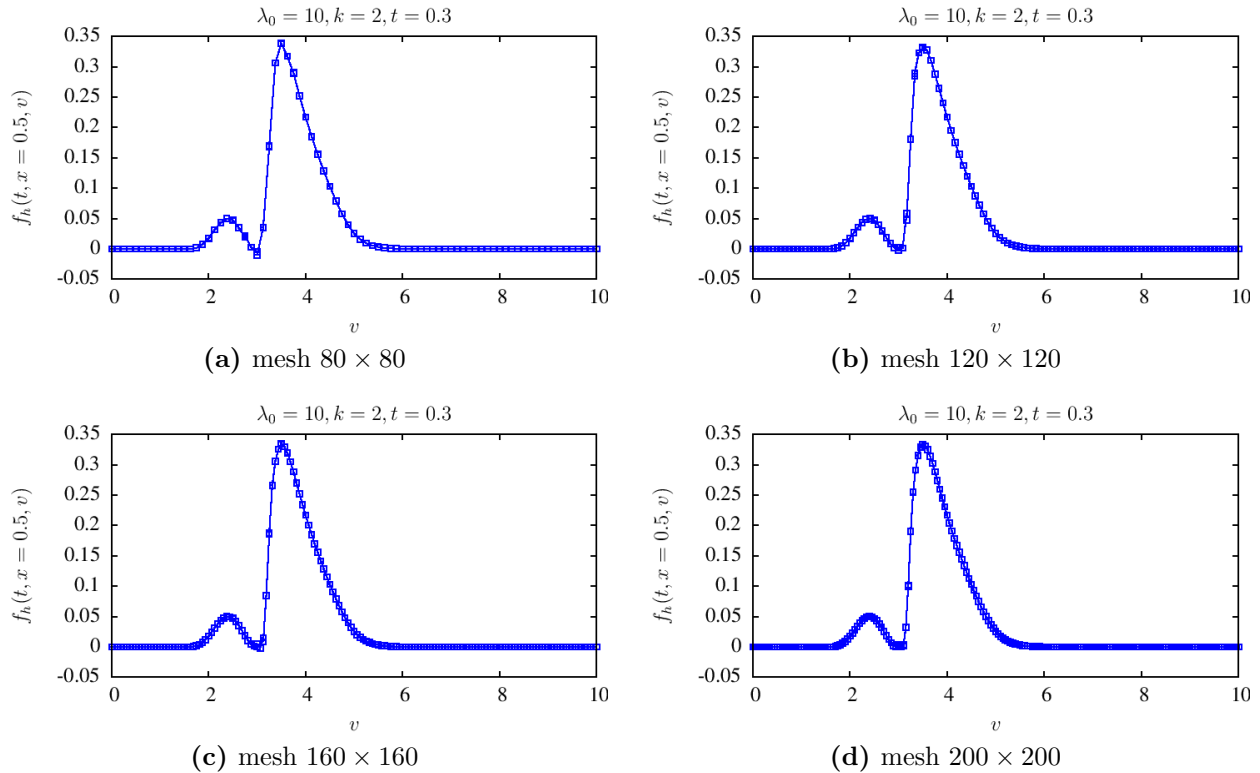 λ₀ = 10, k = 2, t = 0.3
0.35
0.3
0.25
0.2
0.15
0.1
0.05
0
-0.05
f_h(t, x = 0.5, v)
0 2 4 6 8 10
v
(a) mesh 80 × 80
λ₀ = 10, k = 2, t = 0.3
0.35
0.3
0.25
0.2
0.15
0.1
0.05
0
-0.05
f_h(t, x = 0.5, v)
0 2 4 6 8 10
v
(b) mesh 120 × 120
λ₀ = 10, k = 2, t = 0.3
0.35
0.3
0.25
0.2
0.15
0.1
0.05
0
-0.05
f_h(t, x = 0.5, v)
0 2 4 6 8 10
v
(c) mesh 160 × 160
λ₀ = 10, k = 2, t = 0.3
0.35
0.3
0.25
0.2
0.15
0.1
0.05
0
-0.05
f_h(t, x = 0.5, v)
0 2 4 6 8 10
v
(d) mesh 200 × 200